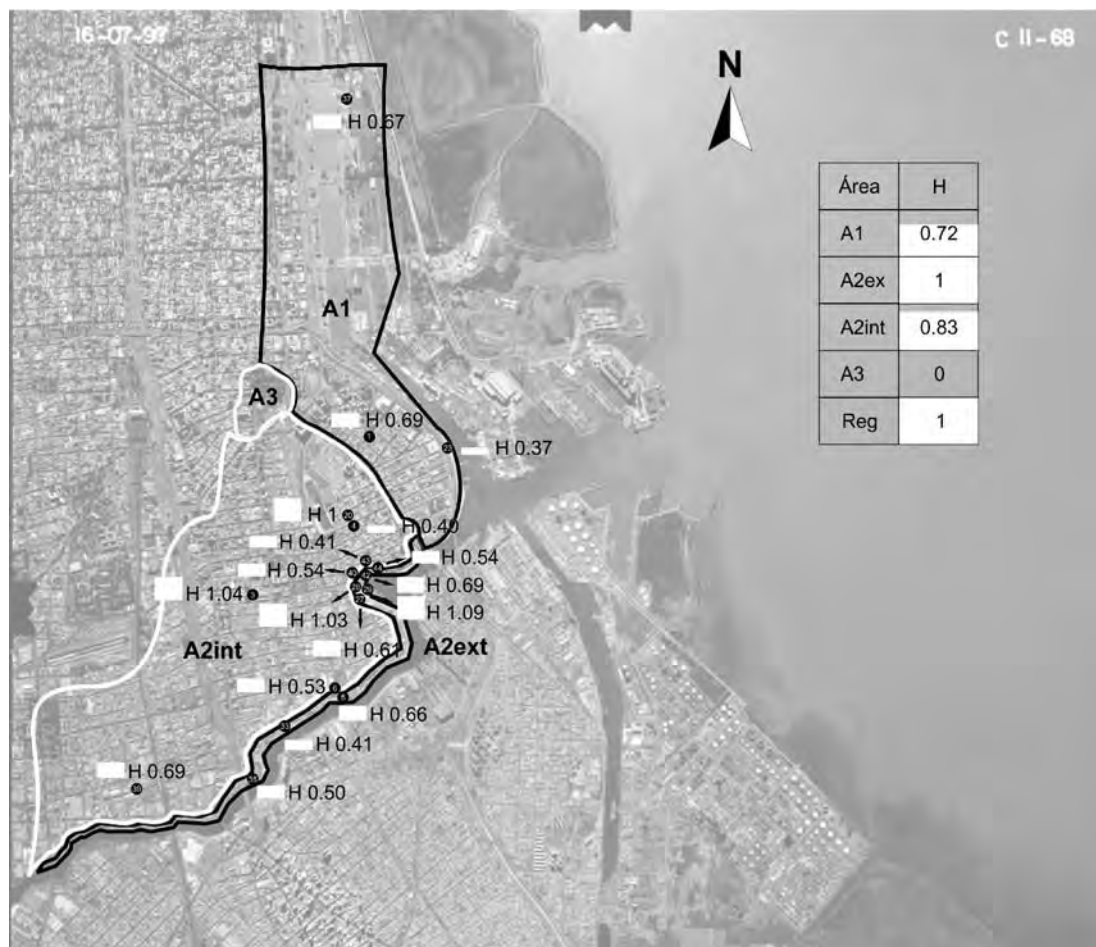 16-07-97
C II-68
N
H 0.67
Área H
A1 0.72
A2ex 1
A2int 0.83
A3 0
Reg 1
A1
A3
H 0.69
1
H 0.37
H 1
4
H 0.40
H 0.41
H 0.54
H 0.54
H 0.69
H 1.04
3
H 1.03
H 1.09
A2int
A2ext
H 0.61
H 0.53
H 0.66
H 0.41
H 0.69
H 0.50